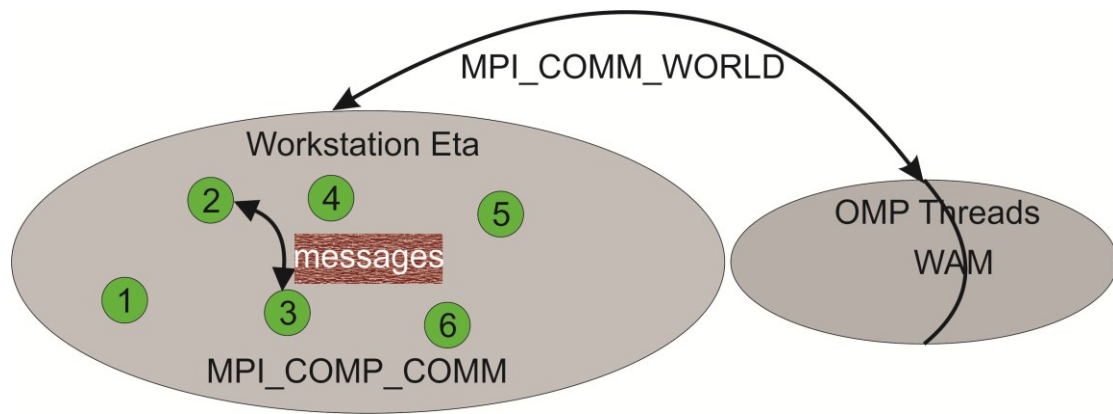 MPI_COMM_WORLD
Workstation Eta
2
4
5
OMP Threads
WAM
messages
1
3
6
MPI_COMP_COMM